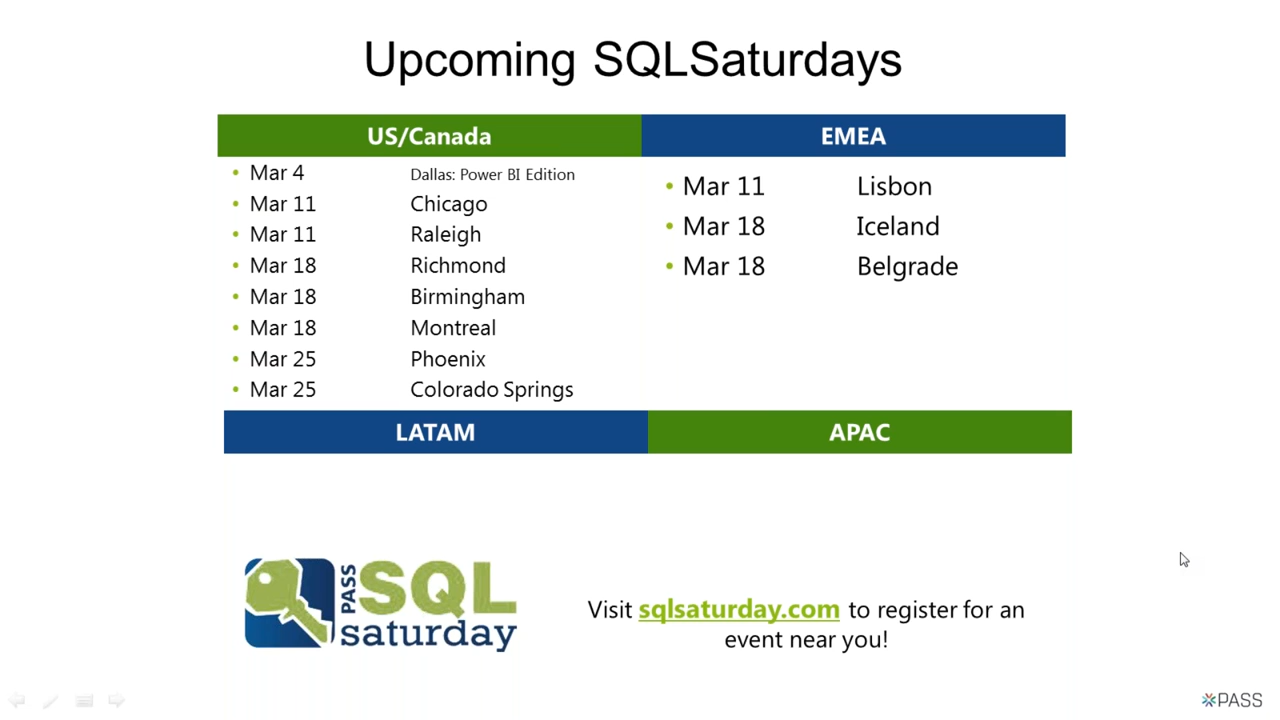 Upcoming SQLSaturdays
US/Canada
Mar 4 Dallas: Power BI Edition
Mar 11 Chicago
Mar 11 Raleigh
Mar 18 Richmond
Mar 18 Birmingham
Mar 18 Montreal
Mar 25 Phoenix
Mar 25 Colorado Springs
EMEA
Mar 11 Lisbon
Mar 18 Iceland
Mar 18 Belgrade
LATAM
APAC
PASS SQL
saturday
Visit sqlsaturday.com to register for an
event near you!
PASS